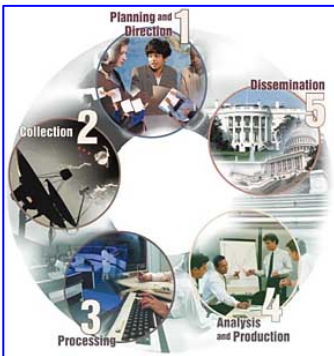 Planning and
Direction
1
Collection
2
3
Processing
4
Analysis
and Production
Dissemination
5